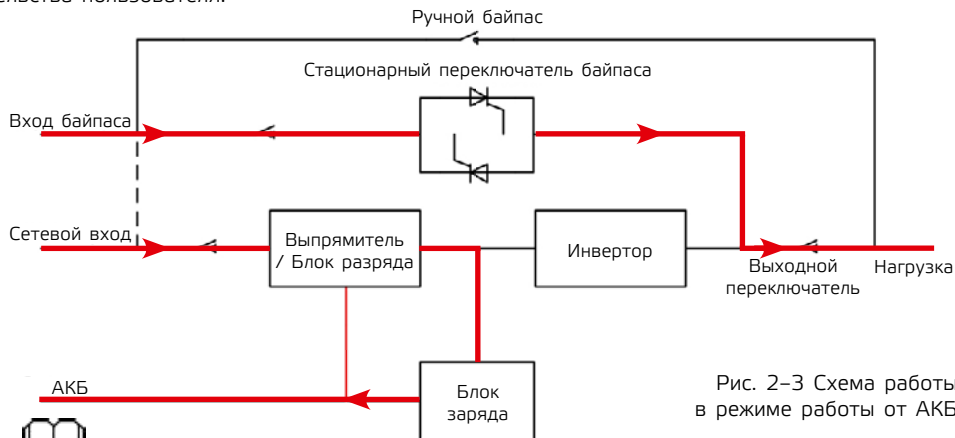 Ручной байпас
Стационарный переключатель байпаса
Вход байпаса
Сетевой вход
Выпрямитель
/ Блок разряда
Инвертор
Выходной
переключатель
Нагрузка
АКБ
Блок
заряда
Рис. 2–3 Схема работы
в режиме работы от АКБ